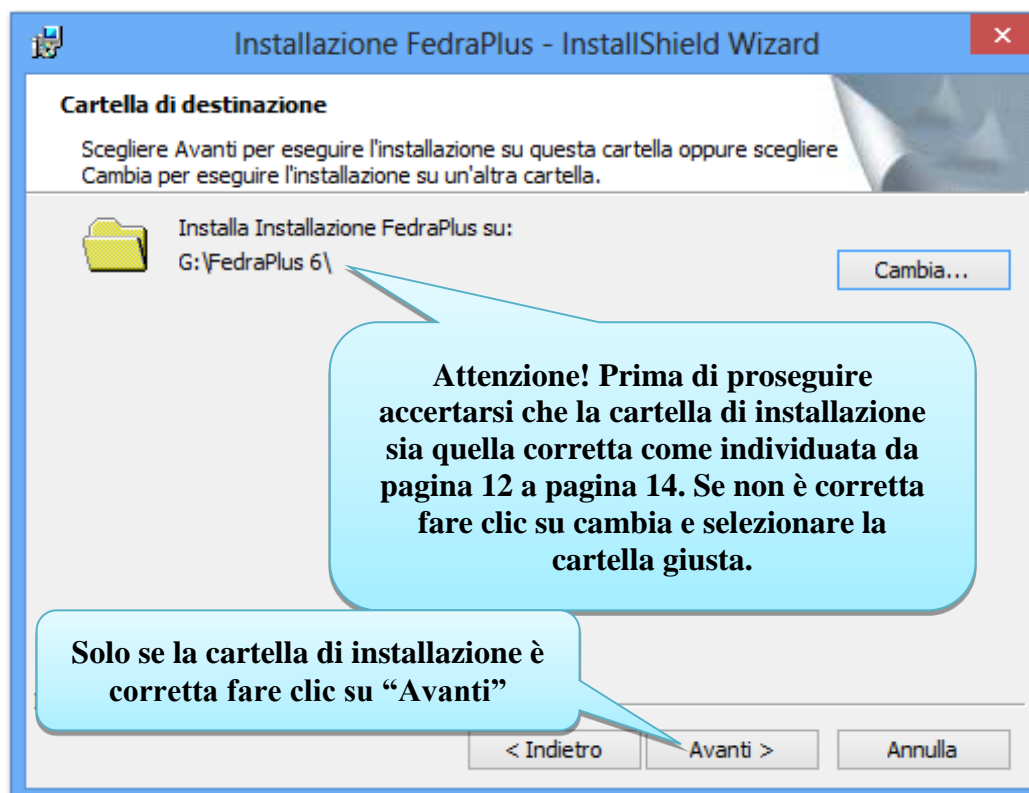 Installazione FedraPlus - InstallShield Wizard
Cartella di destinazione
Scegliere Avanti per eseguire l'installazione su questa cartella oppure scegliere
Cambia per eseguire l'installazione su un'altra cartella.
Installa Installazione FedraPlus su:
G:\FedraPlus 6\
Cambia...
Attenzione! Prima di proseguire
accertarsi che la cartella di installazione
sia quella corretta come individuata da
pagina 12 a pagina 14. Se non è corretta
fare clic su cambia e selezionare la
cartella giusta.
Solo se la cartella di installazione è
corretta fare clic su “Avanti”
< Indietro
Avanti >
Annulla